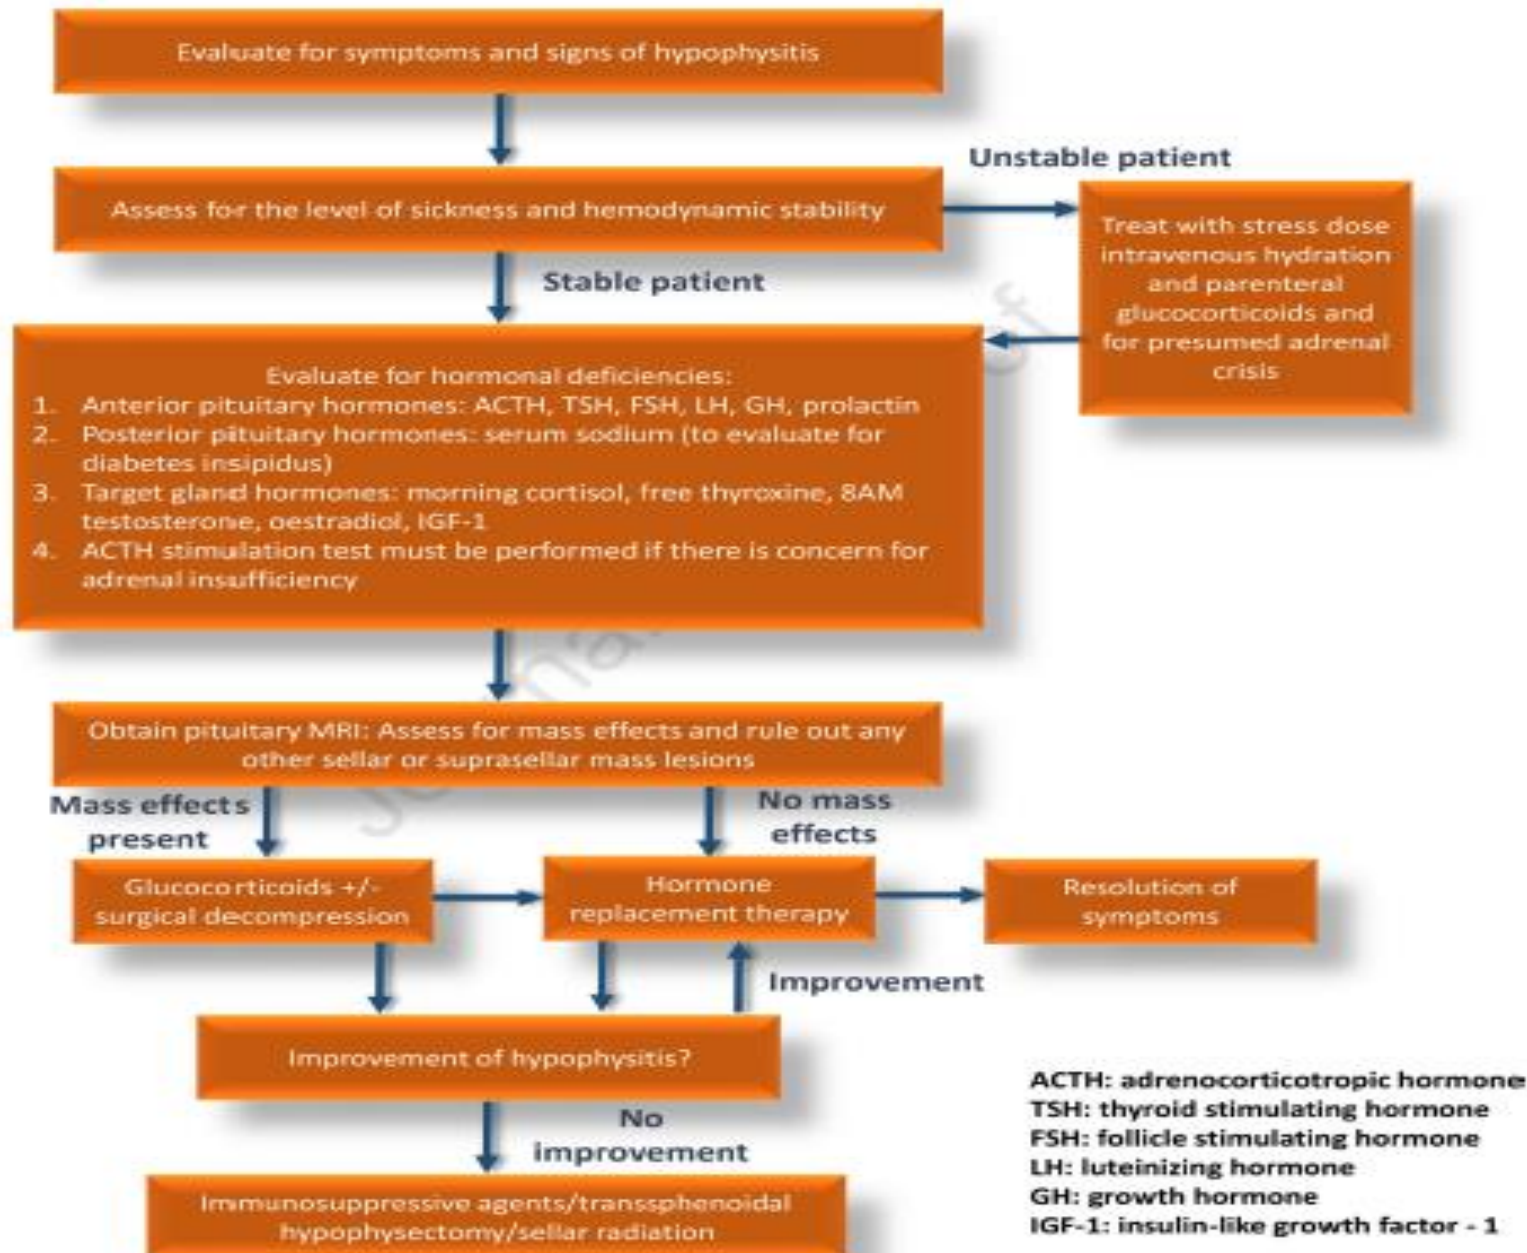 Evaluate for symptoms and signs of hypophysitis
Unstable patient
Assess for the level of sickness and hemodynamic stability
Treat with stress dose
intravenous hydration
and parenteral
glucocorticoids and
for presumed adrenal
crisis
Stable patient
Evaluate for hormonal deficiencies:
1. Anterior pituitary hormones: ACTH, TSH, FSH, LH, GH, prolactin
2. Posterior pituitary hormones: serum sodium (to evaluate for
diabetes insipidus)
3. Target gland hormones: morning cortisol, free thyroxine, 8AM
testosterone, oestradiol, IGF-1
4. ACTH stimulation test must be performed if there is concern for
adrenal insufficiency
Obtain pituitary MRI: Assess for mass effects and rule out any
other sellar or suprasellar mass lesions
Mass effects
present
No mass
effects
Glucocorticoids +/-
surgical decompression
Hormone
replacement therapy
Resolution of
symptoms
Improvement
Improvement of hypophysitis?
No
improvement
Immunosuppressive agents/transsphenoidal
hypophysectomy/sellar radiation
ACTH: adrenocorticotropic hormone
TSH: thyroid stimulating hormone
FSH: follicle stimulating hormone
LH: luteinizing hormone
GH: growth hormone
IGF-1: insulin-like growth factor - 1